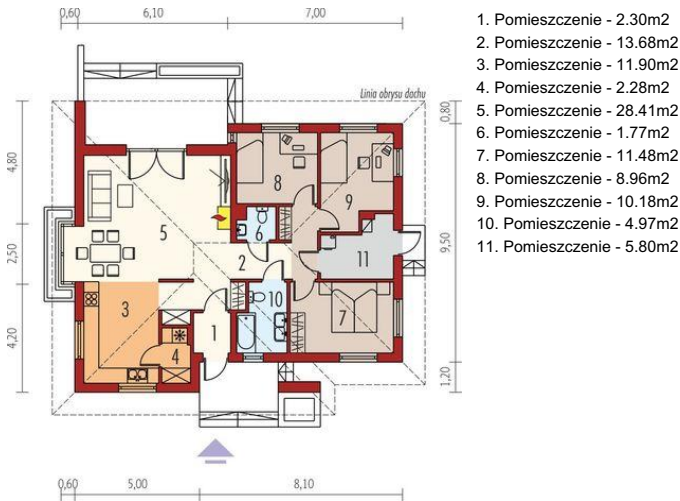 0,60 6,10 7,00
Linia obrysu dachu
4,80
2,50
4,20
0,80
9,50
1,20
8
9
5
6
2
11
3
10
7
1
4
0,60 5,00 8,10
1. Pomieszczenie - 2.30m2
2. Pomieszczenie - 13.68m2
3. Pomieszczenie - 11.90m2
4. Pomieszczenie - 2.28m2
5. Pomieszczenie - 28.41m2
6. Pomieszczenie - 1.77m2
7. Pomieszczenie - 11.48m2
8. Pomieszczenie - 8.96m2
9. Pomieszczenie - 10.18m2
10. Pomieszczenie - 4.97m2
11. Pomieszczenie - 5.80m2